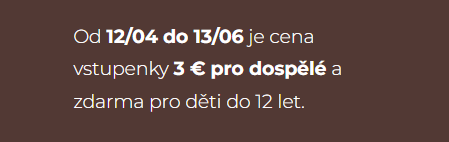 Od 12/04 do 13/06 je cena
vstupenky 3 € pro dospělé a
zdarma pro děti do 12 let.